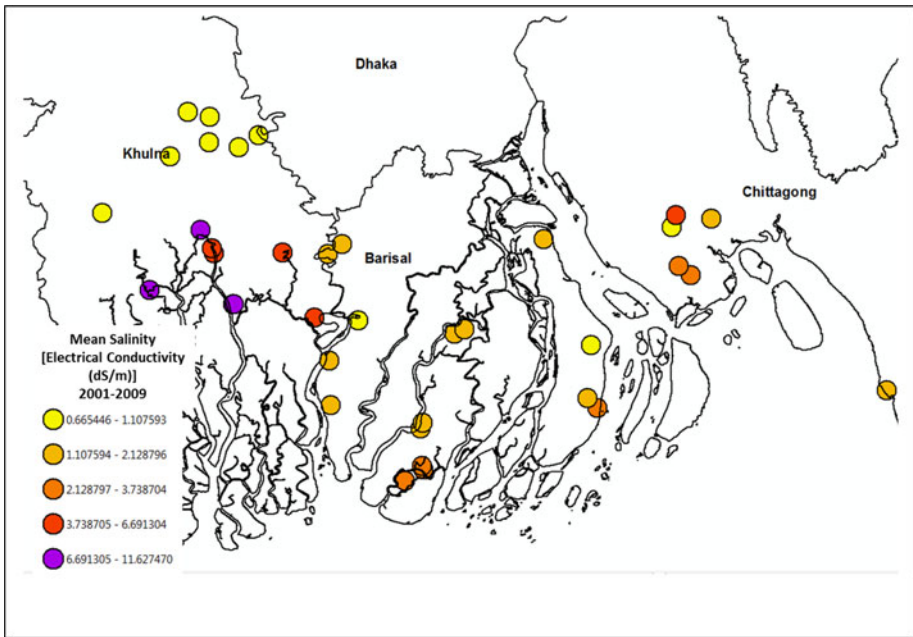 Dhaka
Khulna
Chittagong
Barisal
Mean Salinity
[Electrical Conductivity
(dS/m)]
2001-2009
0.665446 - 1.107593
1.107594 - 2.128796
2.128797 - 3.738704
3.738705 - 6.691304
6.691305 - 11.627470